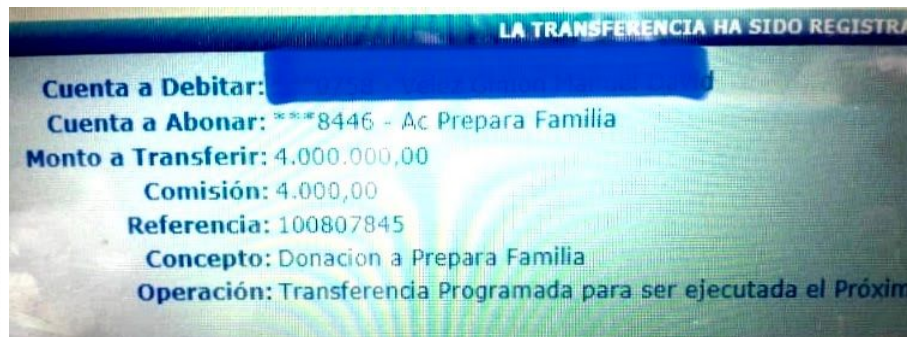 LA TRANSFERENCIA HA SIDO REGISTRA
Cuenta a Debitar:
Cuenta a Abonar: ***8446 - Ac Prepara Familia
Monto a Transferir: 4.000.000,00
Comisión: 4.000,00
Referencia: 100807845
Concepto: Donacion a Prepara Familia
Operación: Transferencia Programada para ser ejecutada el Próxim